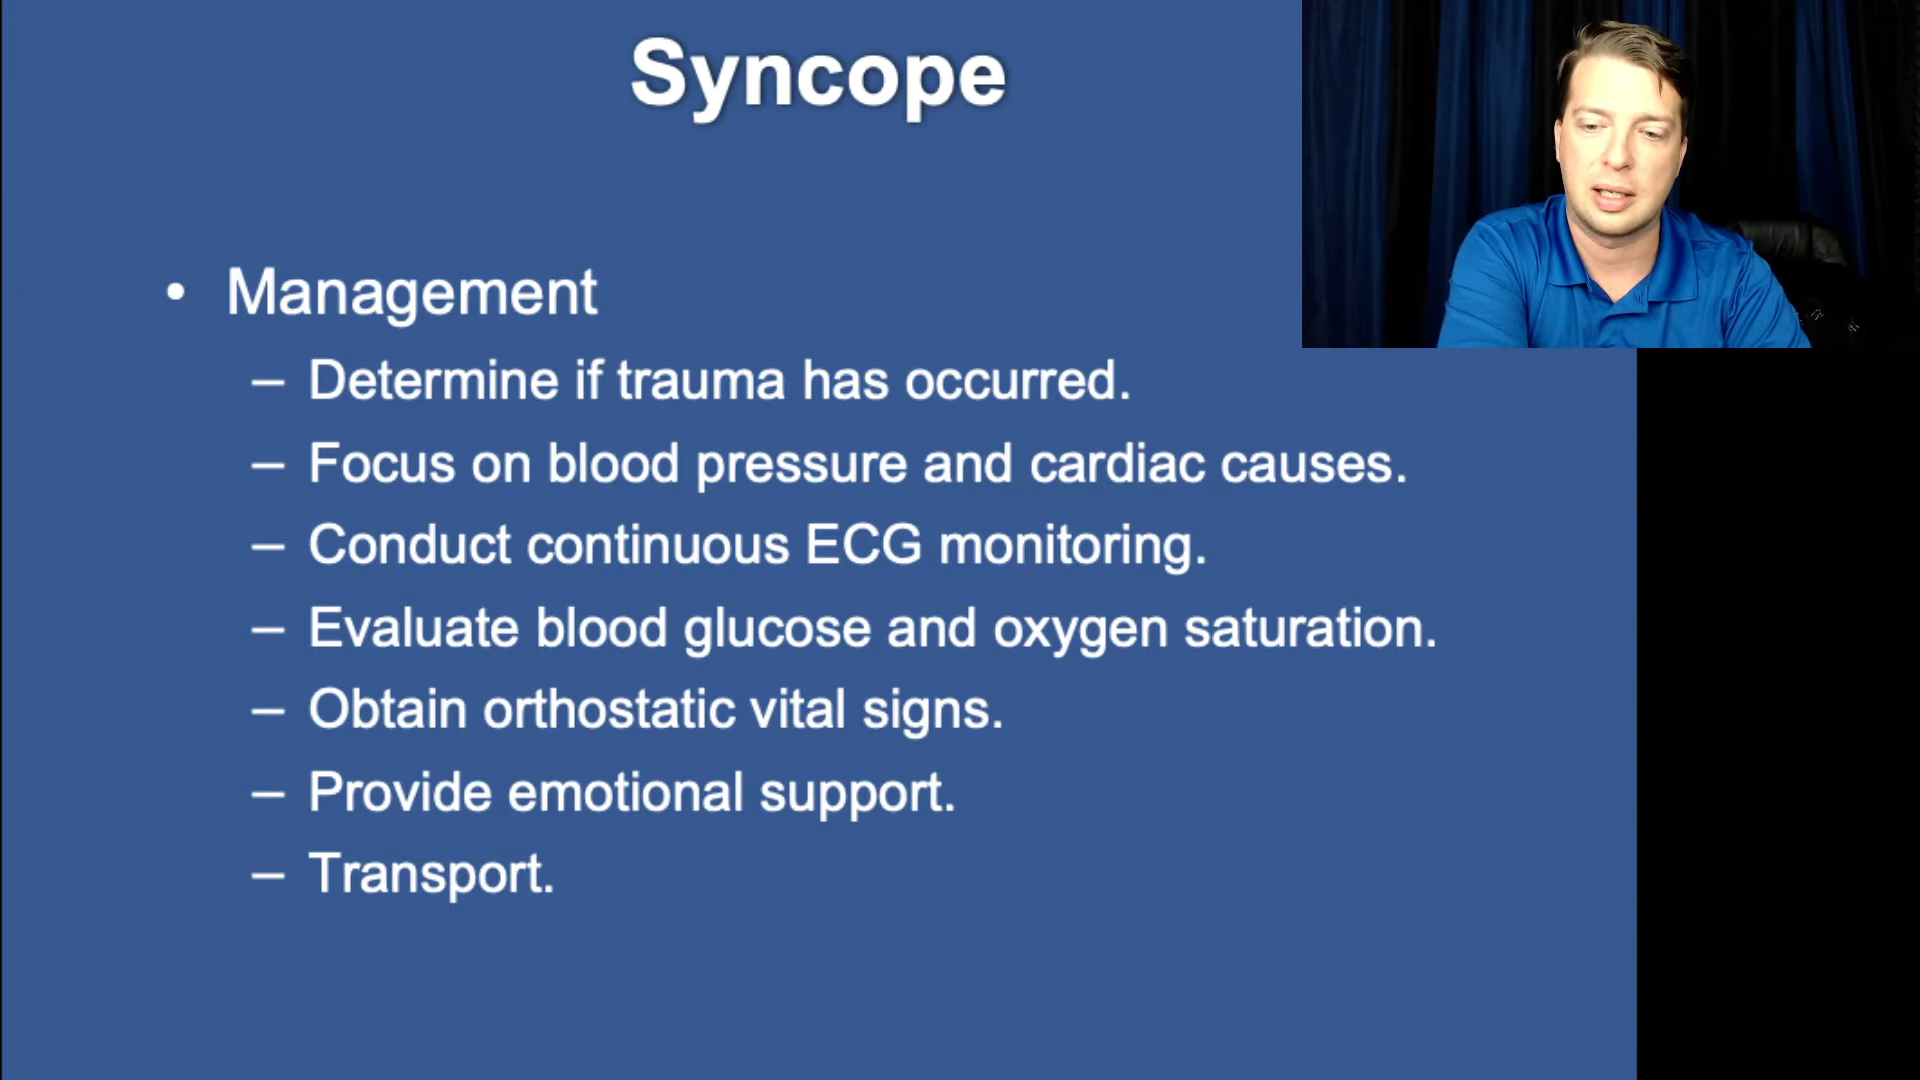 Syncope
• Management
– Determine if trauma has occurred.
– Focus on blood pressure and cardiac causes.
– Conduct continuous ECG monitoring.
– Evaluate blood glucose and oxygen saturation.
– Obtain orthostatic vital signs.
– Provide emotional support.
– Transport.